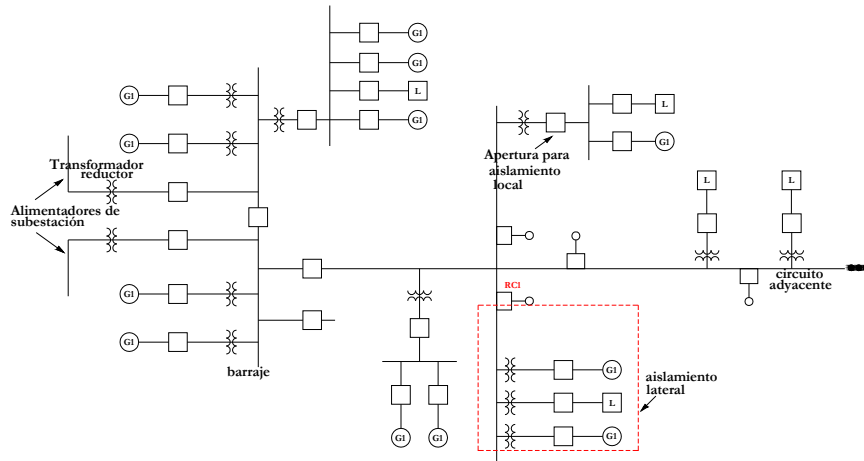 G1
G1
L
G1
G1
G1
L
G1
Apertura para
aislamiento
local
Transformador
reductor
Alimentadores de
subestación
L
L
circuito
adyacente
RC1
G1
G1
barraje
G1
L
G1
aislamiento
lateral
G1
G1